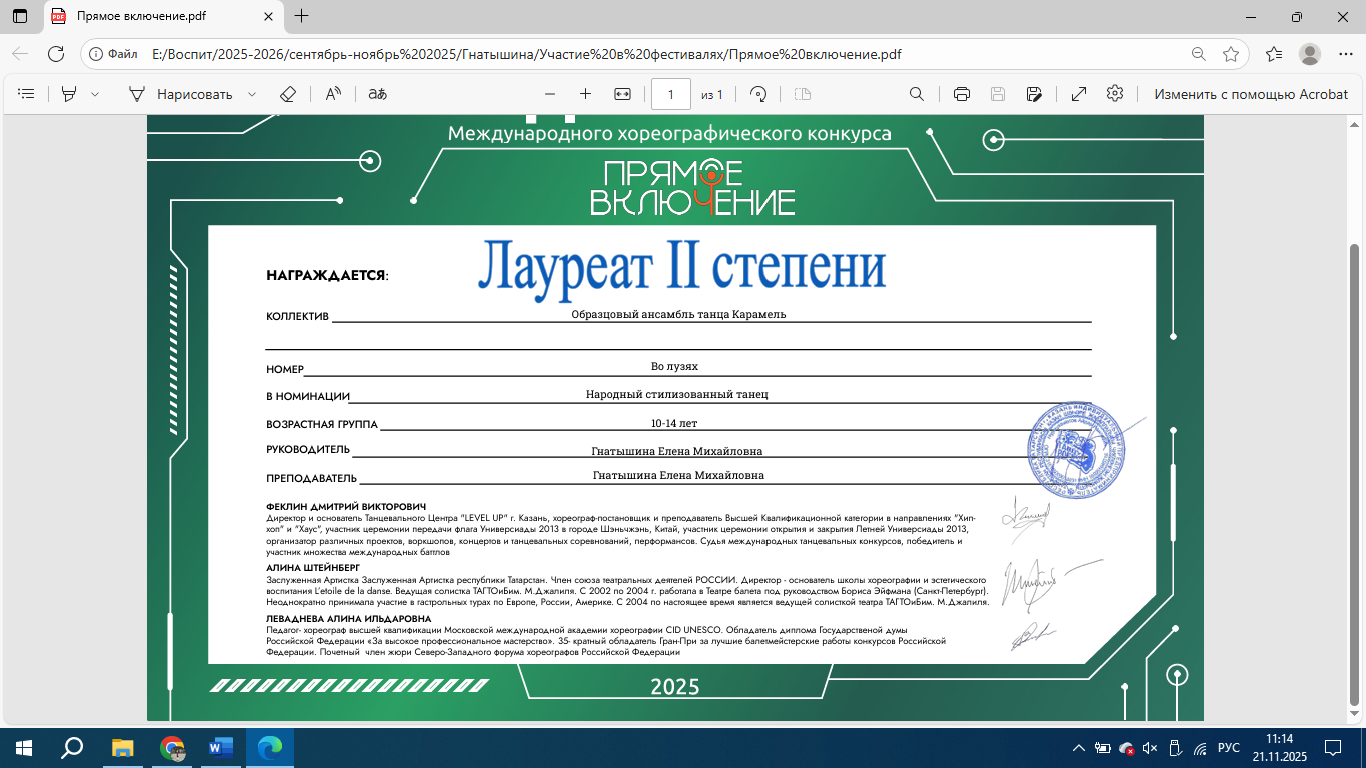 Прямое включение.pdf
Файл
E:/Воспит/2025-2026/сентябрь-ноябрь%202025/Гнатышина/Участие%20в%20фестивалях/Прямое%20включение.pdf
Нарисовать
аあ
1
из 1
Изменить с помощью Acrobat
Международного хореографического конкурса
ПРЯМОЕ
ВКЛЮЧЕНИЕ
Лауреат II степени
НАГРАЖДАЕТСЯ:
КОЛЛЕКТИВ Образцовый ансамбль танца Карамель
НОМЕР Во лузях
В НОМИНАЦИИ Народный стилизованный танец
ВОЗРАСТНАЯ ГРУППА 10-14 лет
РУКОВОДИТЕЛЬ Гнатышина Елена Михайловна
ПРЕПОДАВАТЕЛЬ Гнатышина Елена Михайловна
ФЕКЛИН ДМИТРИЙ ВИКТОРОВИЧ
Директор и основатель Танцевального Центра "LEVEL UP" г. Казань, хореограф-постановщик и преподаватель Высшей Квалификационной категории в направлениях "Хип-
хоп" и "Хаус", участник церемонии передачи флага Универсиады 2013 в городе Шэньчжэнь, Китай, участник церемонии открытия и закрытия Летней Универсиады 2013,
организатор различных проектов, воркшопов, концертов и танцевальных соревнований, перформансов. Судья международных танцевальных конкурсов, победитель и
участник множества международных баттлов
АЛИНА ШТЕЙНБЕРГ
Заслуженная Артистка Заслуженная Артистка республики Татарстан. Член союза театральных деятелей РОССИИ. Директор - основатель школы хореографии и эстетического
воспитания L'etoile de la danse. Ведущая солистка ТАГТОиБим. М.Джалиля. С 2002 по 2004 г. работала в Театре балета под руководством Бориса Эйфмана (Санкт-Петербург).
Неоднократно принимала участие в гастрольных турах по Европе, России, Америке. С 2004 по настоящее время является ведущей солисткой театра ТАГТОиБим. М.Джалиля.
ЛЕВАДНЕВА АЛИНА ИЛЬДАРОВНА
Педагог- хореограф высшей квалификации Московской международной академии хореографии CID UNESCO. Обладатель диплома Государственой думы
Российской Федерации «За высокое профессиональное мастерство». 35- кратный обладатель Гран-При за лучшие балетмейстерские работы конкурсов Российской
Федерации. Почетный член жюри Северо-Западного форума хореографов Российской Федерации
2025
РУС
11:14
21.11.2025